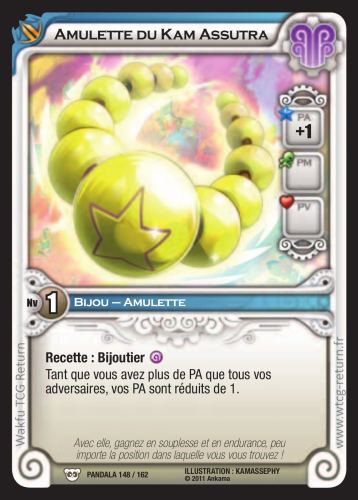 Amulette du Kam Assutra
PA
+1
PM
PV
Nv 1 Bijou – Amulette
Recette : Bijoutier
Tant que vous avez plus de PA que tous vos
adversaires, vos PA sont réduits de 1.
Avec elle, gagnez en souplesse et en endurance, peu
importe la position dans laquelle vous vous trouvez !
PANDALA 148 / 162
ILLUSTRATION : KAMASSEPHY
© 2011 Ankama
Wakfu TCG Return
www.wtcg-return.fr